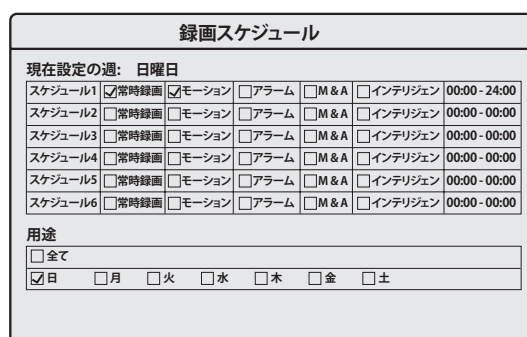 録画スケジュール
現在設定の週: 日曜日
スケジュール1 常時録画 モーション アラーム M & A インテリジェン 00:00 - 24:00
スケジュール2 常時録画 モーション アラーム M & A インテリジェン 00:00 - 00:00
スケジュール3 常時録画 モーション アラーム M & A インテリジェン 00:00 - 00:00
スケジュール4 常時録画 モーション アラーム M & A インテリジェン 00:00 - 00:00
スケジュール5 常時録画 モーション アラーム M & A インテリジェン 00:00 - 00:00
スケジュール6 常時録画 モーション アラーム M & A インテリジェン 00:00 - 00:00
用途
全て
日 月 火 水 木 金 土